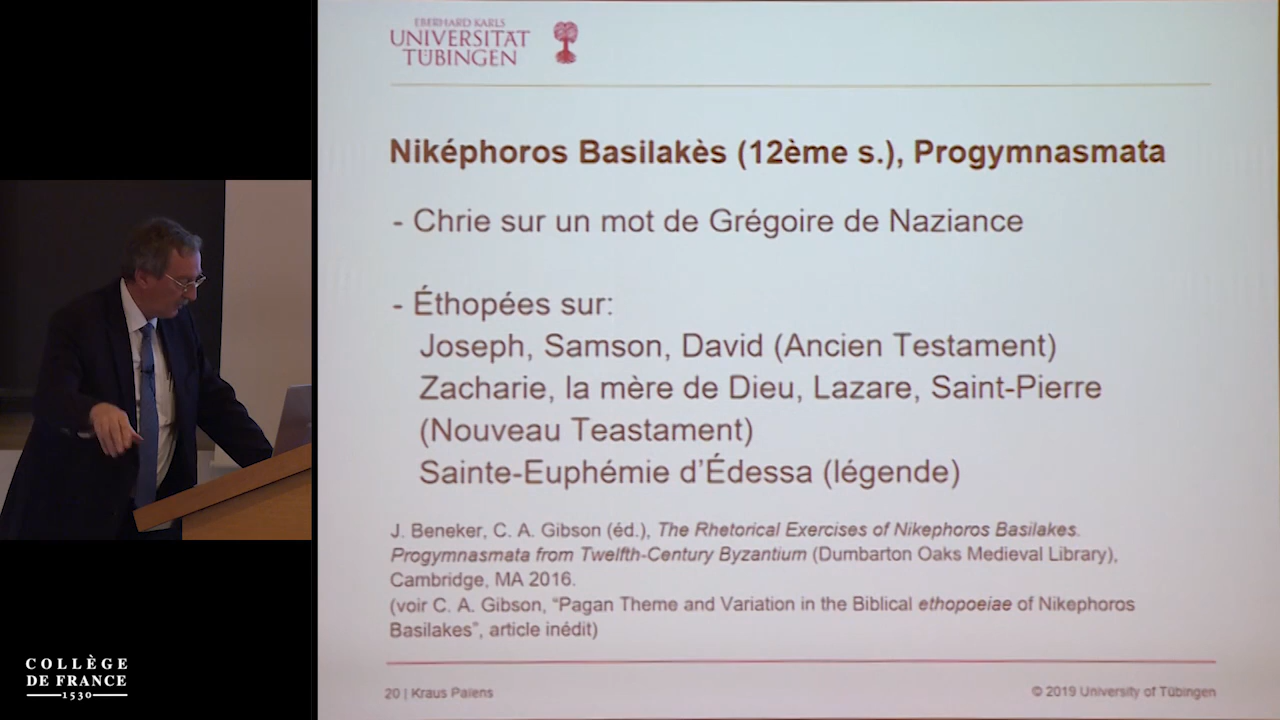 EBERHARD KARLS
UNIVERSITÄT
TÜBINGEN
Niképhoros Basilakès (12ème s.), Progymnasmata
- Chrie sur un mot de Grégoire de Naziance
- Éthopées sur:
Joseph, Samson, David (Ancien Testament)
Zacharie, la mère de Dieu, Lazare, Saint-Pierre
(Nouveau Teastament)
Sainte-Euphémie d'Édessa (légende)
J. Beneker, C. A. Gibson (éd.), The Rhetorical Exercises of Nikephoros Basilakes.
Progymnasmata from Twelfth-Century Byzantium (Dumbarton Oaks Medieval Library),
Cambridge, MA 2016.
(voir C. A. Gibson, “Pagan Theme and Variation in the Biblical ethopoeiae of Nikephoros
Basilakes”, article inédit)
20 | Kraus Païens
© 2019 University of Tübingen
COLLÈGE
DE FRANCE
1530